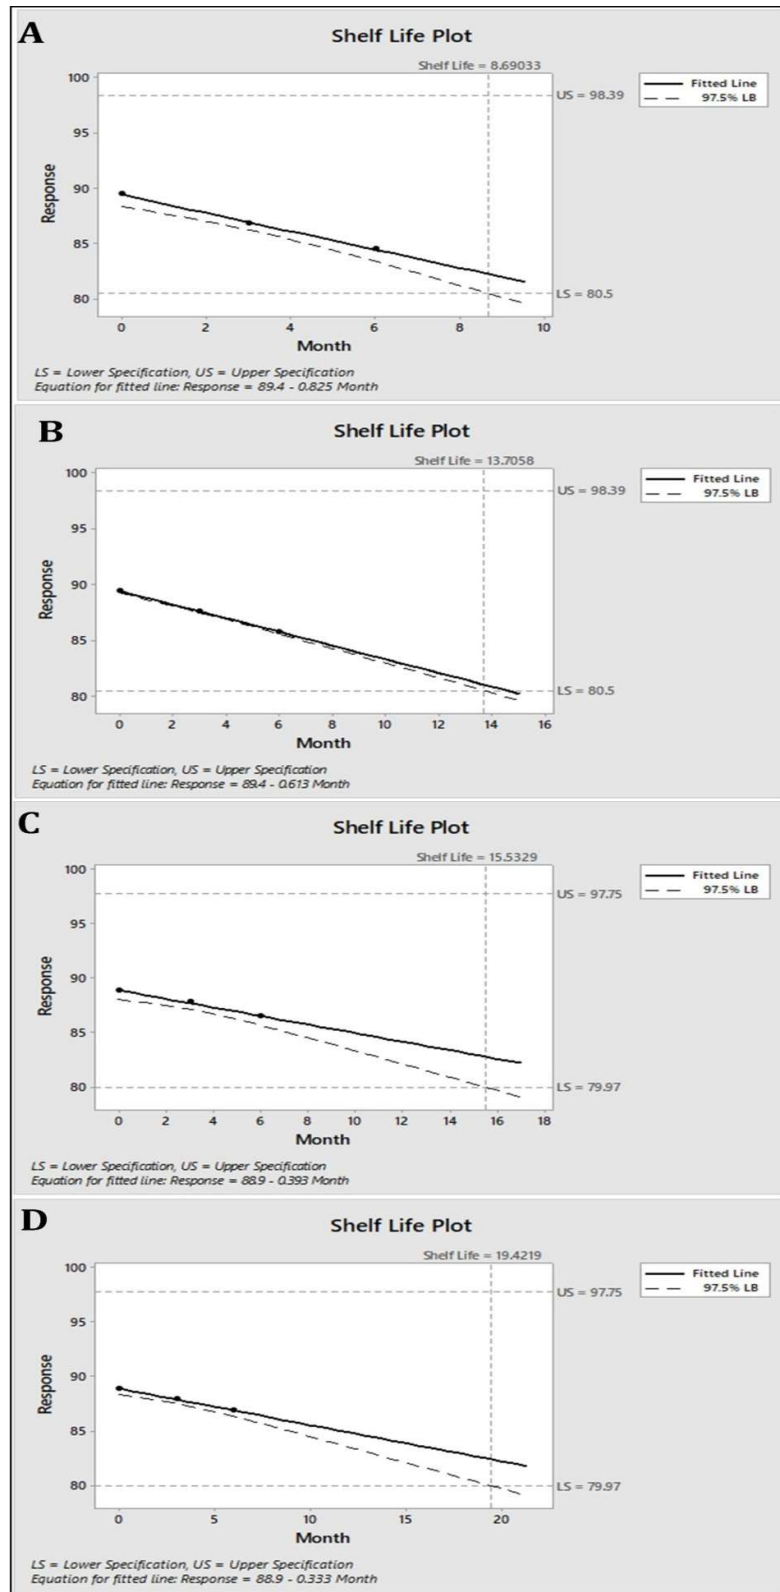 A
Shelf Life Plot
Shelf Life = 8.69033
100
95
90
85
80
Response
US = 98.39
LS = 80.5
Fitted Line
97.5% LB
0 2 4 6 8 10
Month
LS = Lower Specification, US = Upper Specification
Equation for fitted line: Response = 89.4 - 0.825 Month
B
Shelf Life Plot
Shelf Life = 13.7058
100
95
90
85
80
Response
US = 98.39
LS = 80.5
Fitted Line
97.5% LB
0 2 4 6 8 10 12 14 16
Month
LS = Lower Specification, US = Upper Specification
Equation for fitted line: Response = 89.4 - 0.613 Month
C
Shelf Life Plot
Shelf Life = 15.5329
100
95
90
85
80
Response
US = 97.75
LS = 79.97
Fitted Line
97.5% LB
0 2 4 6 8 10 12 14 16 18
Month
LS = Lower Specification, US = Upper Specification
Equation for fitted line: Response = 88.9 - 0.393 Month
D
Shelf Life Plot
Shelf Life = 19.4219
100
95
90
85
80
Response
US = 97.75
LS = 79.97
Fitted Line
97.5% LB
0 5 10 15 20
Month
LS = Lower Specification, US = Upper Specification
Equation for fitted line: Response = 88.9 - 0.333 Month